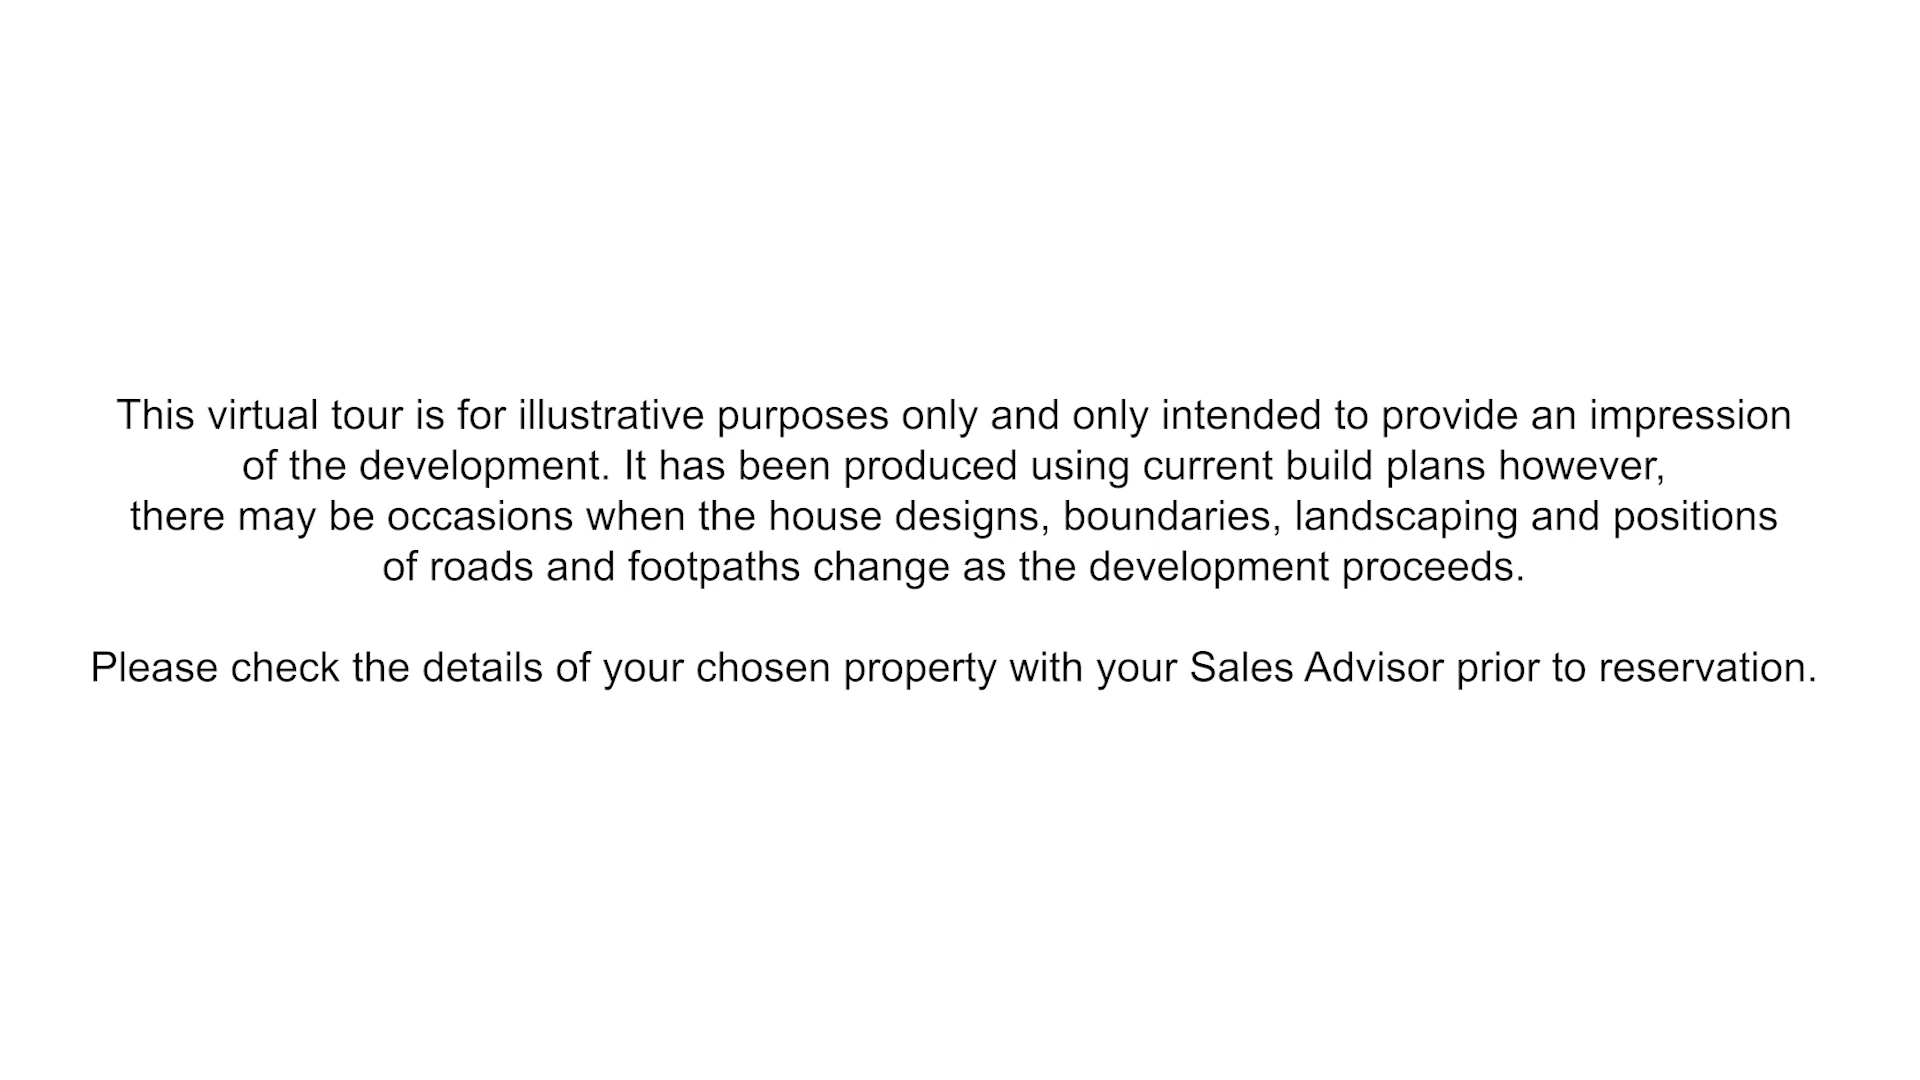 This virtual tour is for illustrative purposes only and only intended to provide an impression
of the development. It has been produced using current build plans however,
there may be occasions when the house designs, boundaries, landscaping and positions
of roads and footpaths change as the development proceeds.
Please check the details of your chosen property with your Sales Advisor prior to reservation.